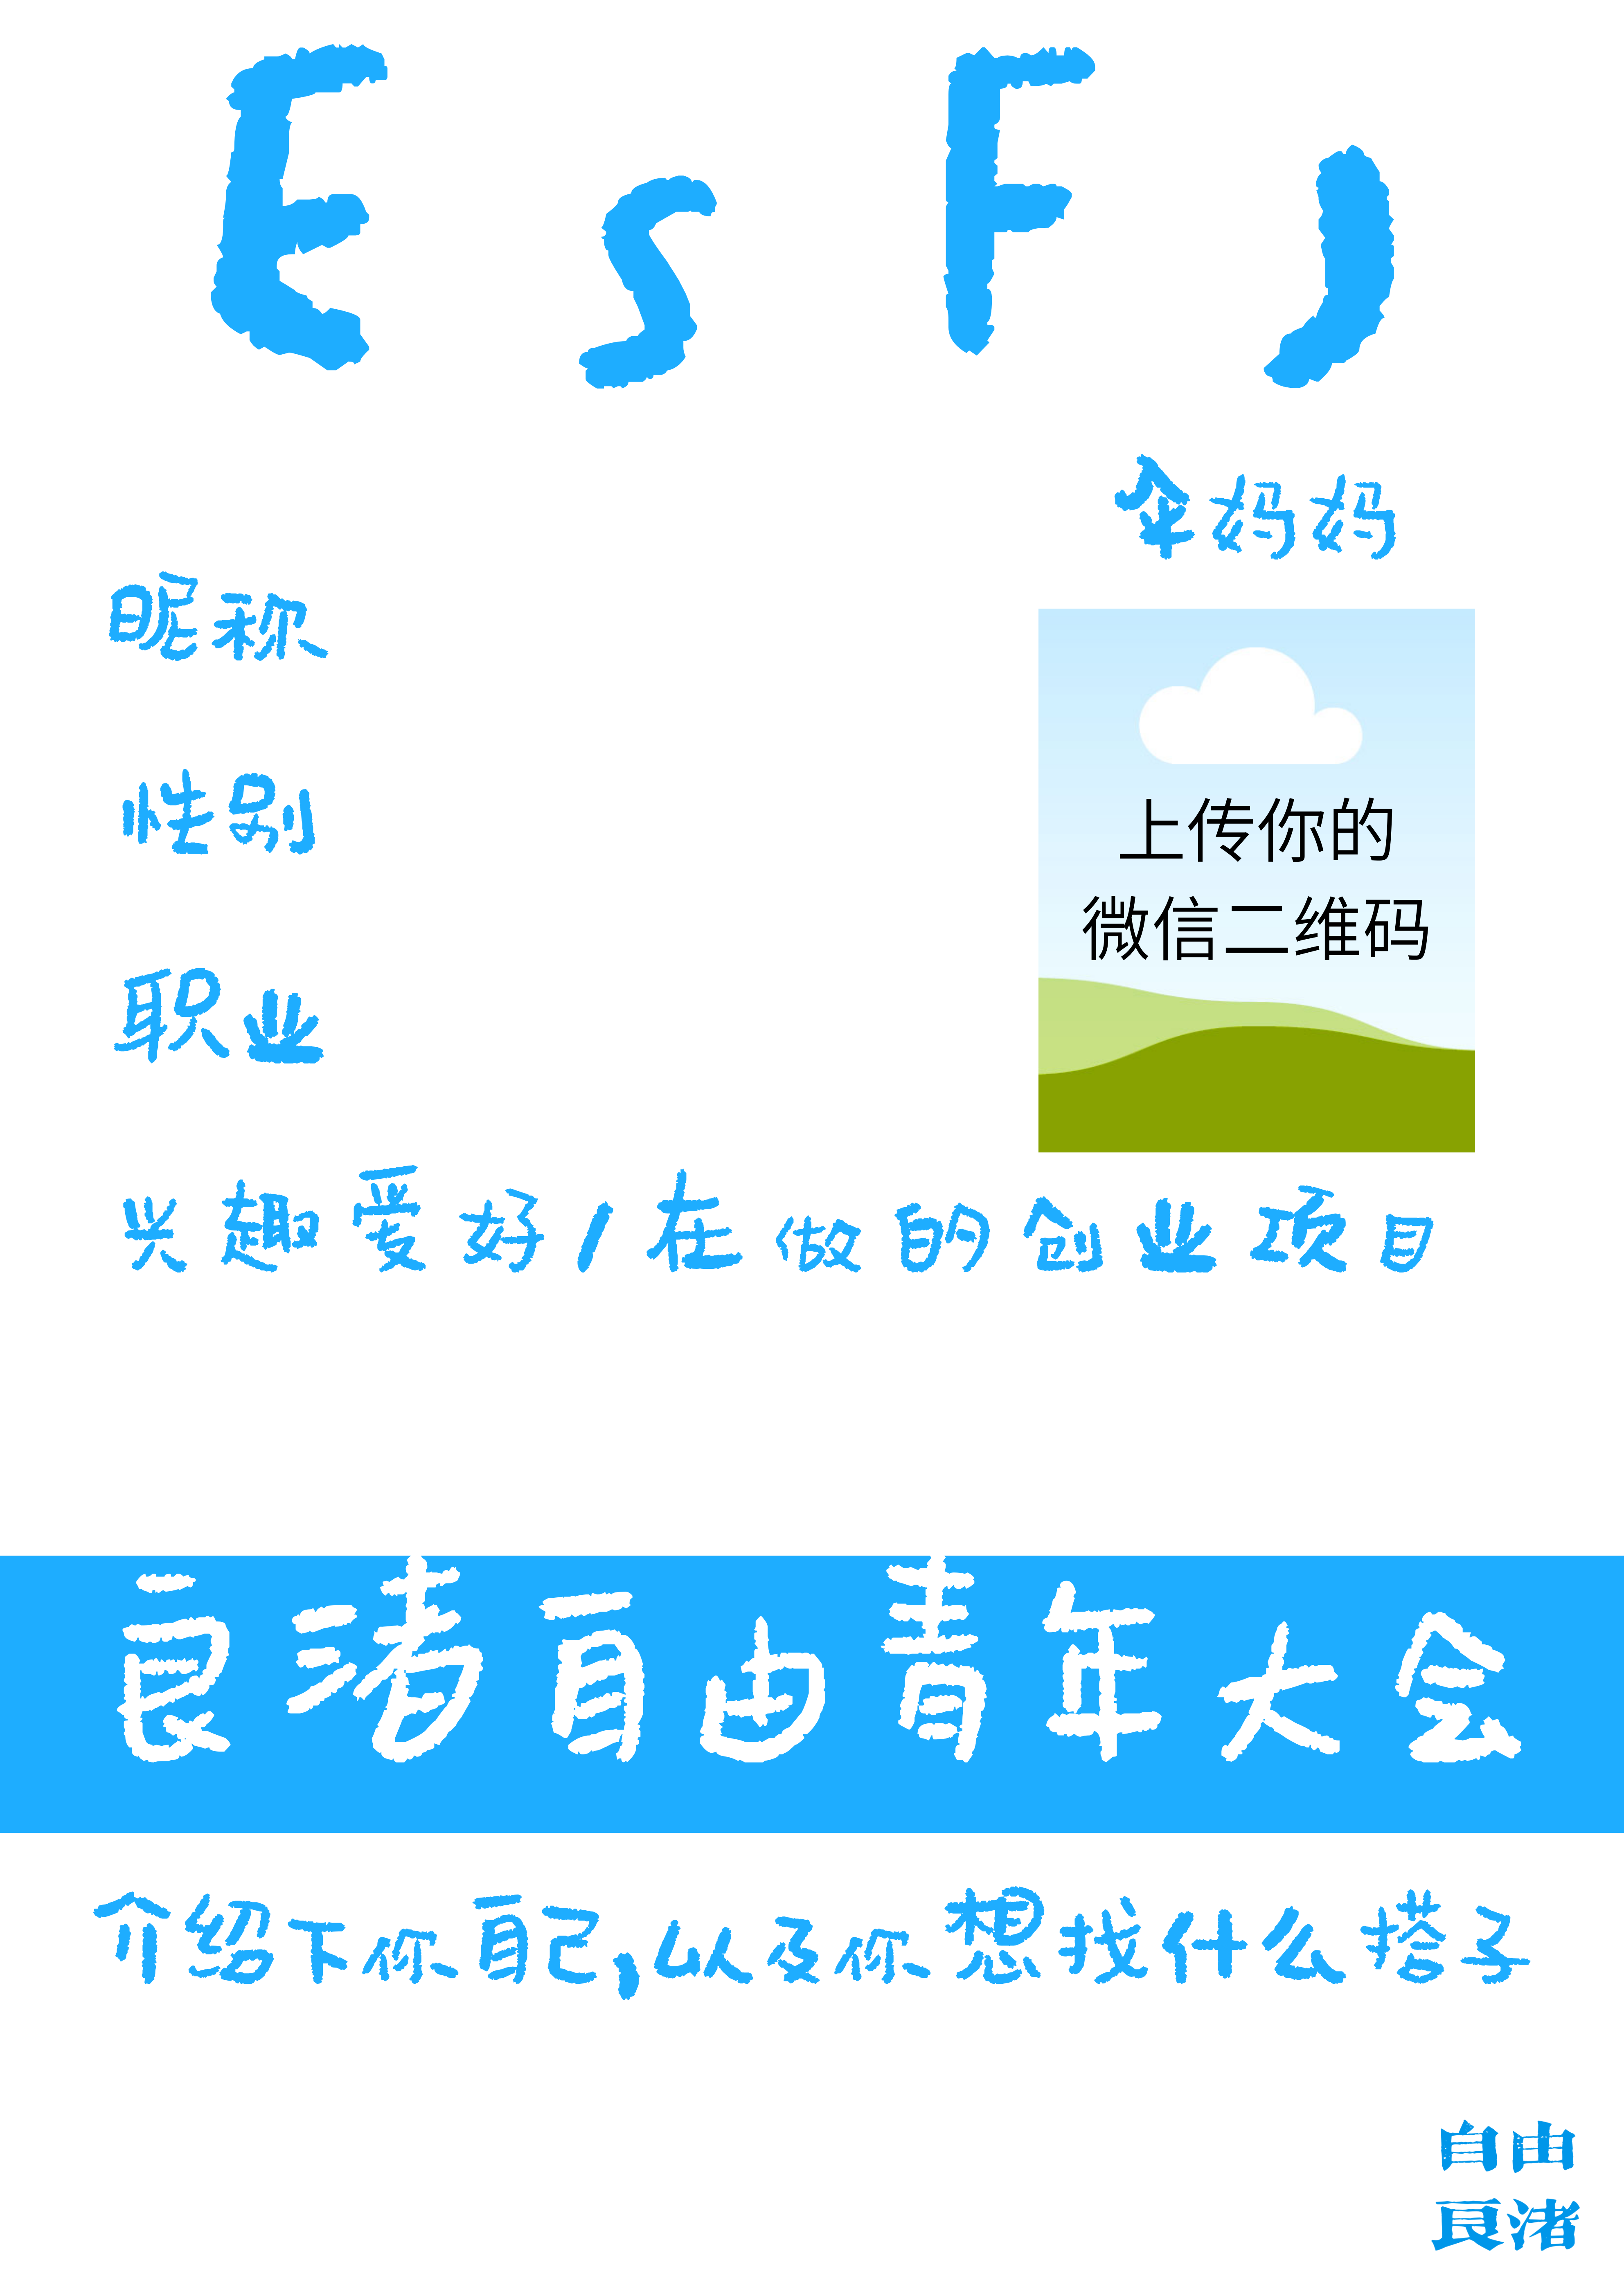 EsFJ
伞妈妈
昵称
性别
上传你的
微信二维码
职业
兴趣爱好/在做的创业项目
良渚自由青年大会
介绍下你自己,以及你想找什么搭子
自由
良渚